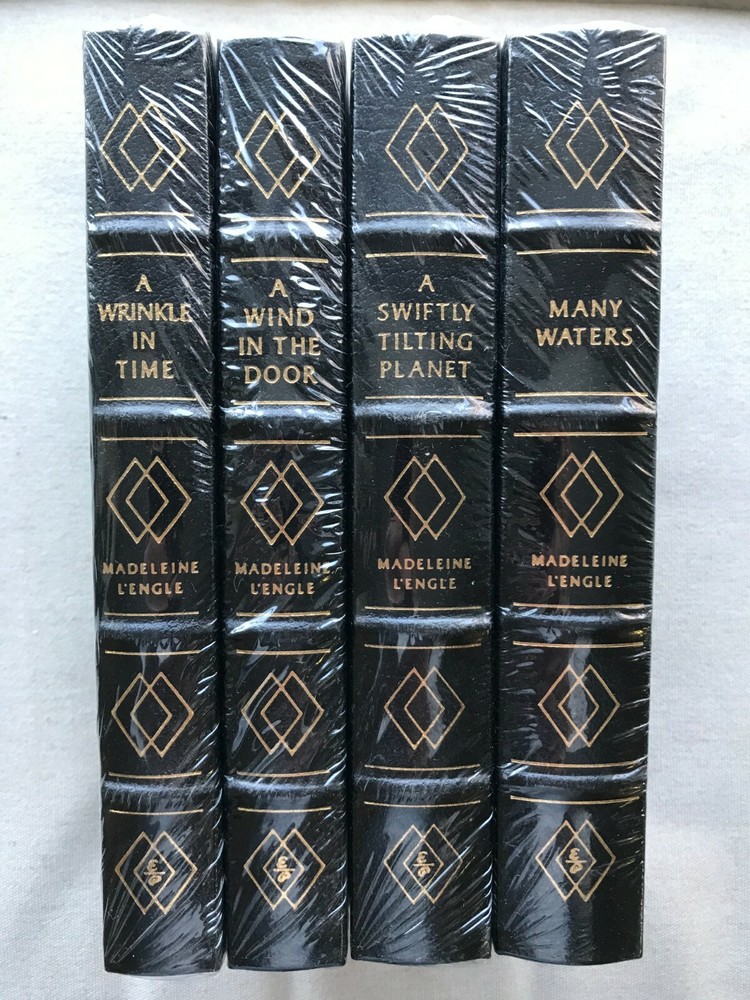 A
WRINKLE
IN
TIME
MADELEINE
L'ENGLE
A
WIND
IN THE
DOOR
MADELEINE
L'ENGLE
A
SWIFTLY
TILTING
PLANET
MADELEINE
L'ENGLE
MANY
WATERS
MADELEINE
L'ENGLE